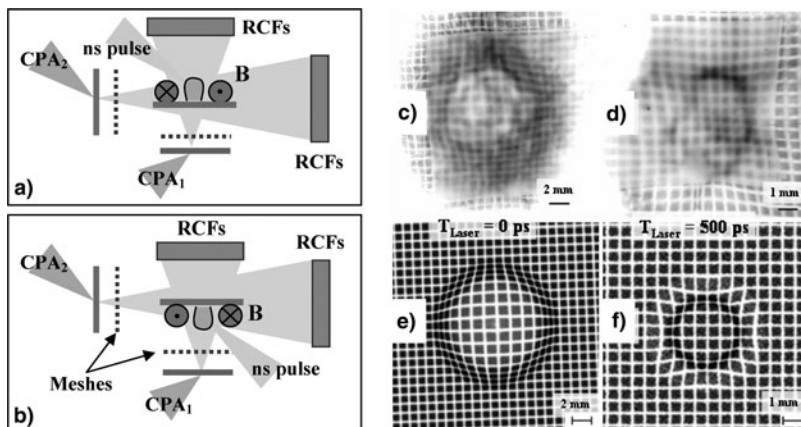 ns pulse
RCFs
CPA2
B
RCFs
CPA1
a)
RCFs
CPA2
RCFs
B
Meshes
ns pulse
CPA1
b)
c)
2 mm
d)
1 mm
TLaser = 0 ps
e)
2 mm
TLaser = 500 ps
f)
1 mm